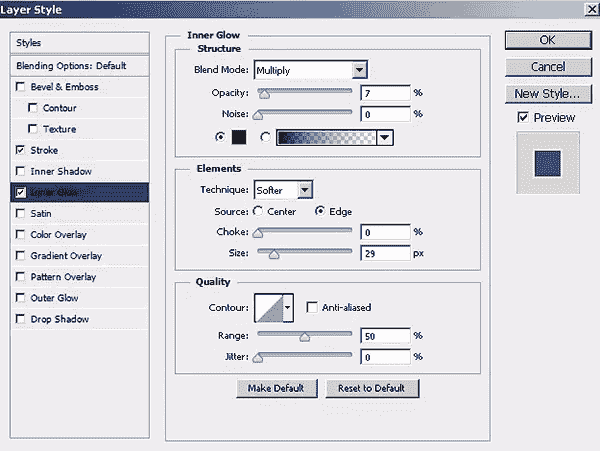 Layer Style
Styles
Blending Options: Default
Bevel & Emboss
Contour
Texture
Stroke
Inner Shadow
Inner Glow
Satin
Color Overlay
Gradient Overlay
Pattern Overlay
Outer Glow
Drop Shadow
Inner Glow
Structure
Blend Mode: Multiply
Opacity: 7 %
Noise: 0 %
Elements
Technique: Softer
Source: Center Edge
Choke: 0 %
Size: 29 px
Quality
Contour: Anti-aliased
Range: 50 %
Jitter: 0 %
Make Default Reset to Default
OK
Cancel
New Style...
Preview